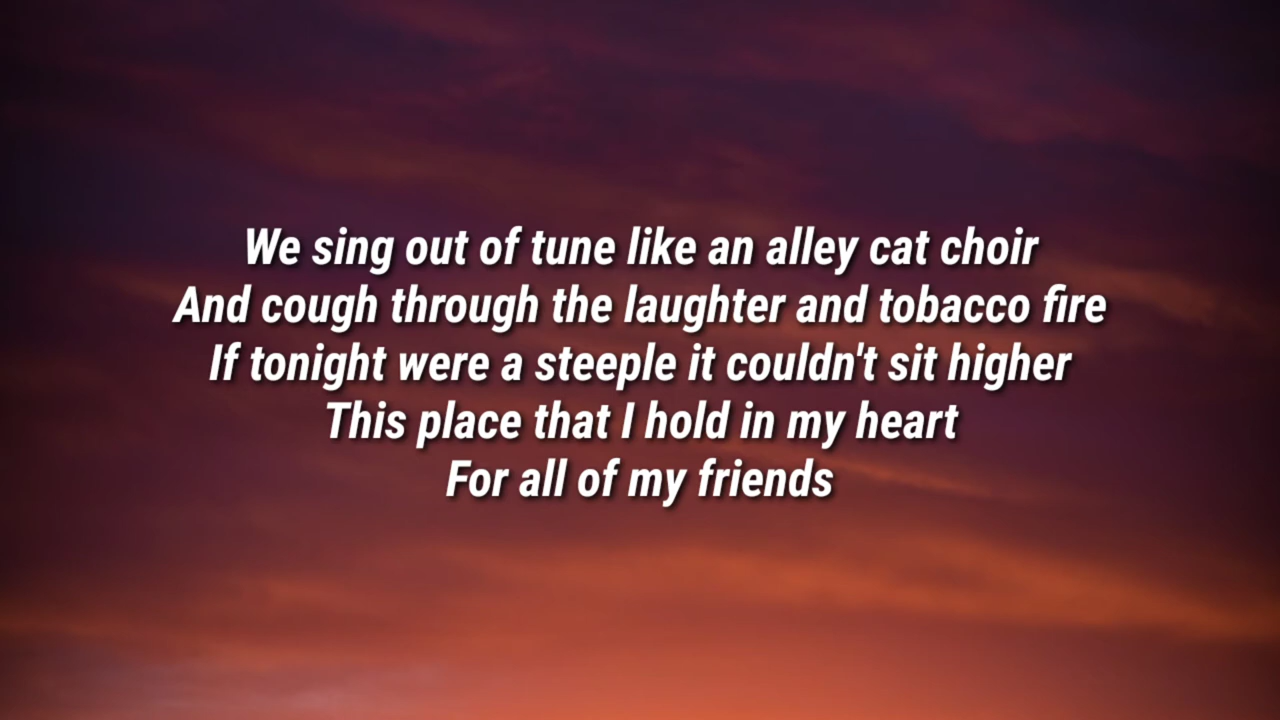 We sing out of tune like an alley cat choir
And cough through the laughter and tobacco fire
If tonight were a steeple it couldn't sit higher
This place that I hold in my heart
For all of my friends